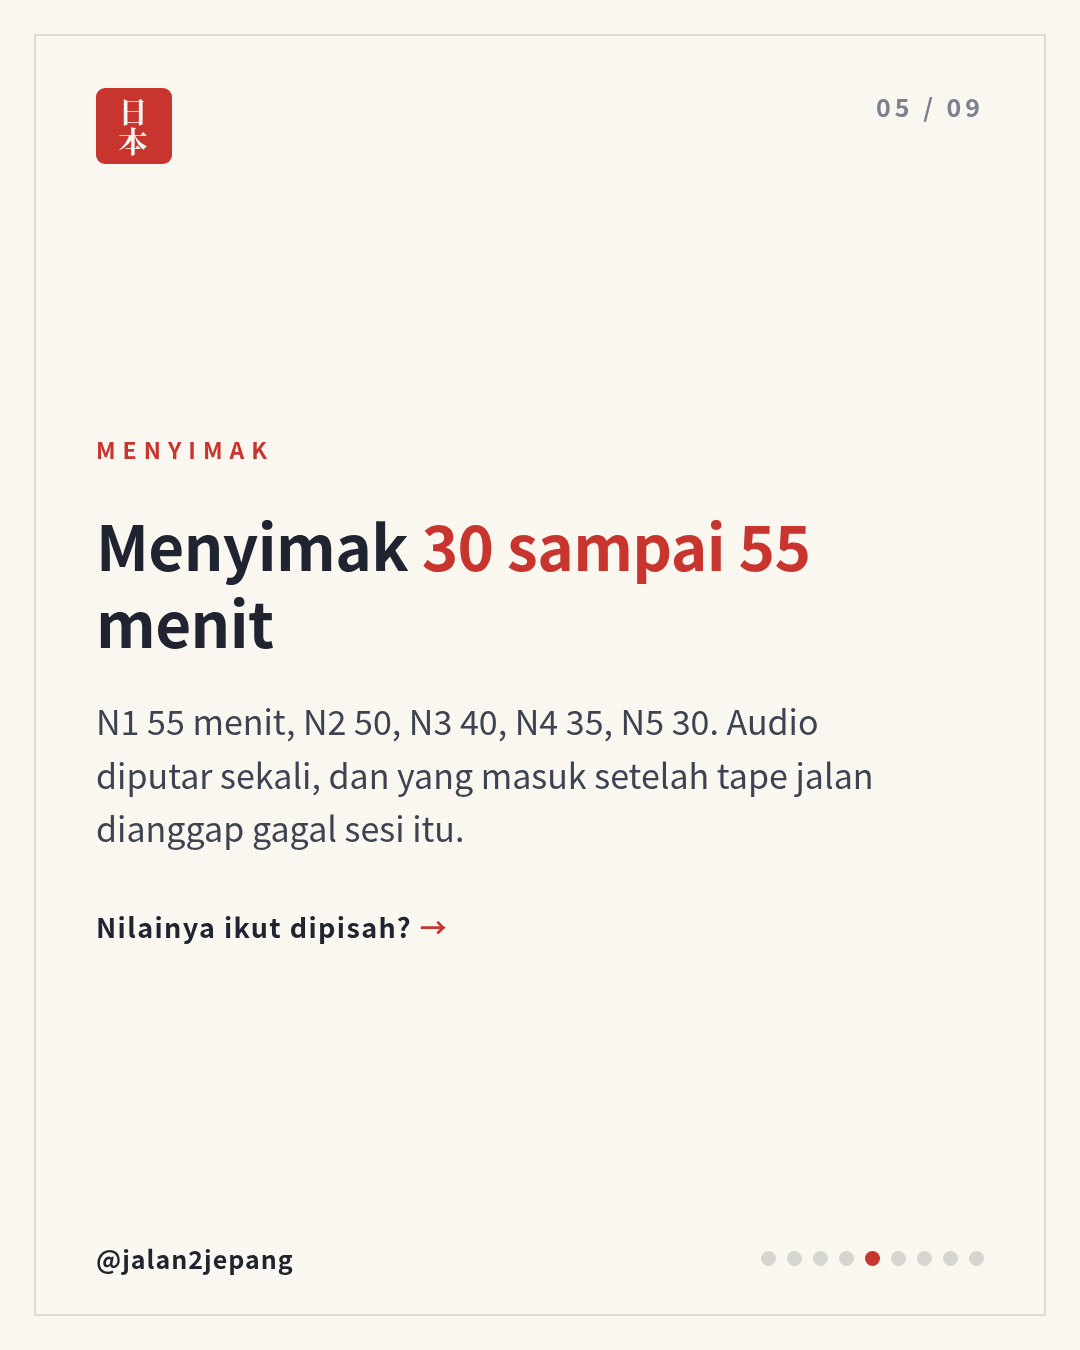 日
本
05 / 09
MENYIMAK
Menyimak 30 sampai 55
menit
N1 55 menit, N2 50, N3 40, N4 35, N5 30. Audio
diputar sekali, dan yang masuk setelah tape jalan
dianggap gagal sesi itu.
Nilainya ikut dipisah? →
@jalan2jepang